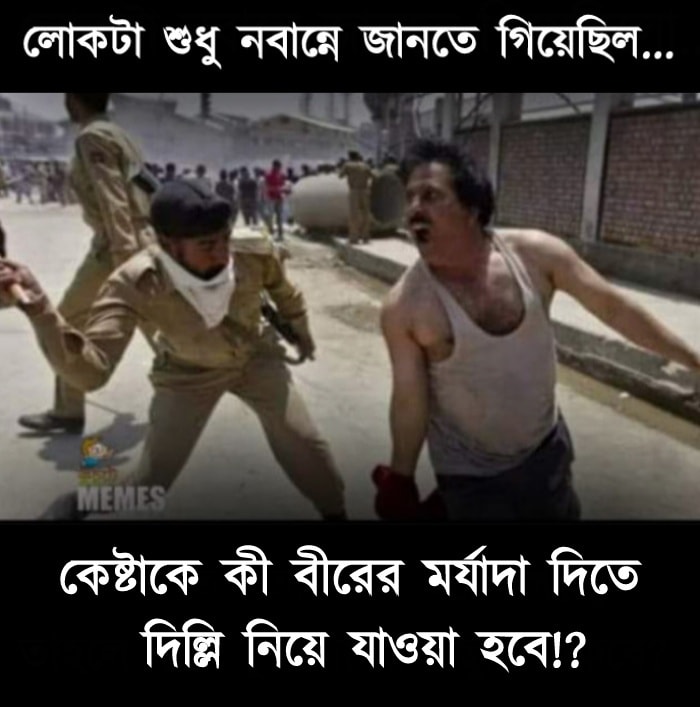 লোকটা শুধু নবান্নে জানতে গিয়েছিল...
MEMES
কেষ্টাকে কী বীরের মর্যাদা দিতে
দিল্লি নিয়ে যাওয়া হবে!?